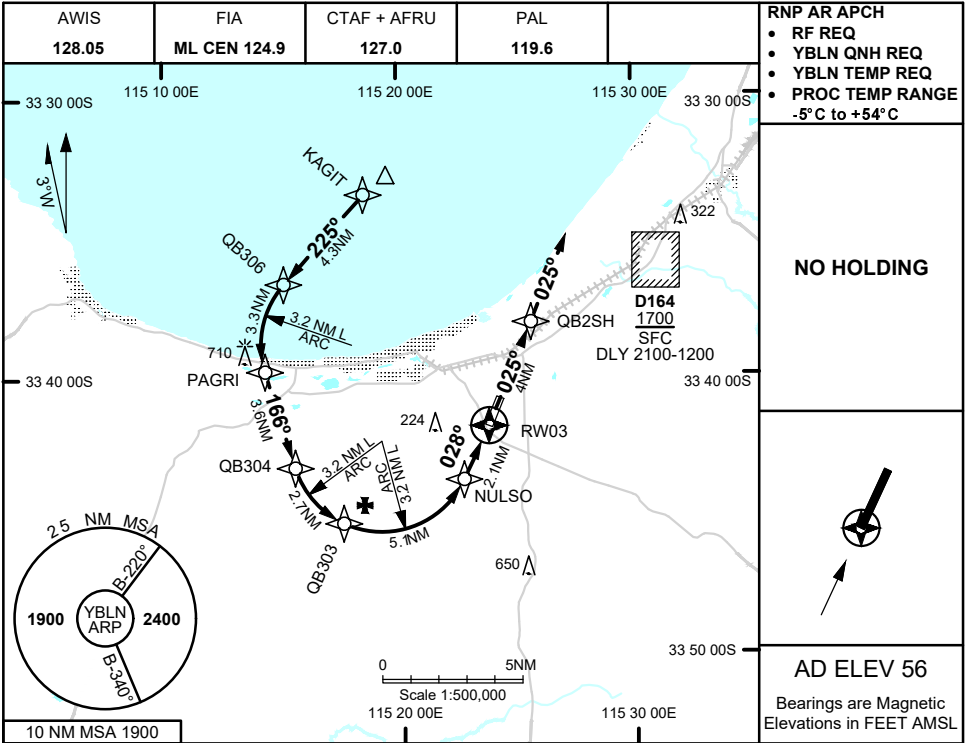 AWIS
128.05
FIA
ML CEN 124.9
CTAF + AFRU
127.0
PAL
119.6
RNP AR APCH
• RF REQ
• YBLN QNH REQ
• YBLN TEMP REQ
• PROC TEMP RANGE
-5°C to +54°C
115 10 00E
115 20 00E
115 30 00E
33 30 00S
33 30 00S
3°W
KAGIT
225°
4.3NM
QB306
3.3NM
3.2 NM L
ARC
710
PAGRI
33 40 00S
33 40 00S
322
D164
1700
SFC
DLY 2100-1200
025°
QB2SH
025°
4NM
RW03
224
166°
3.6NM
QB304
3.2 NM L
ARC
3.2 NM L
ARC
028°
2.1NM
NULSO
2.7NM
QB303
5.1NM
650
25 NM MSA
B-220°
1900
YBLN
ARP
2400
B-340°
10 NM MSA 1900
33 50 00S
0
5NM
Scale 1:500,000
115 20 00E
115 30 00E
NO HOLDING
AD ELEV 56
Bearings are Magnetic
Elevations in FEET AMSL